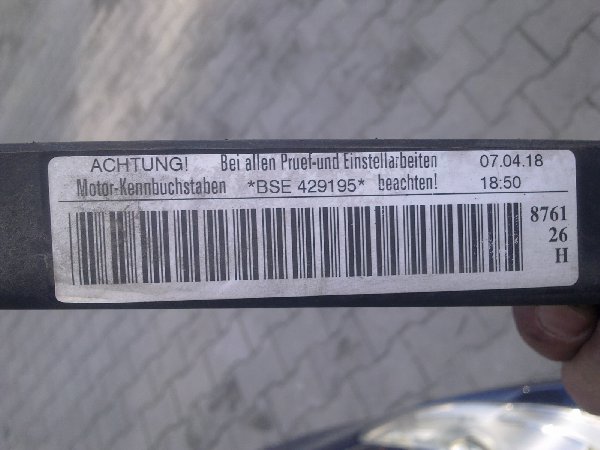 ACHTUNG! Bei allen Pruef-und Einstellarbeiten 07.04.18
Motor-Kennbuchstaben *BSE 429195* beachten! 18:50
8761
26
H